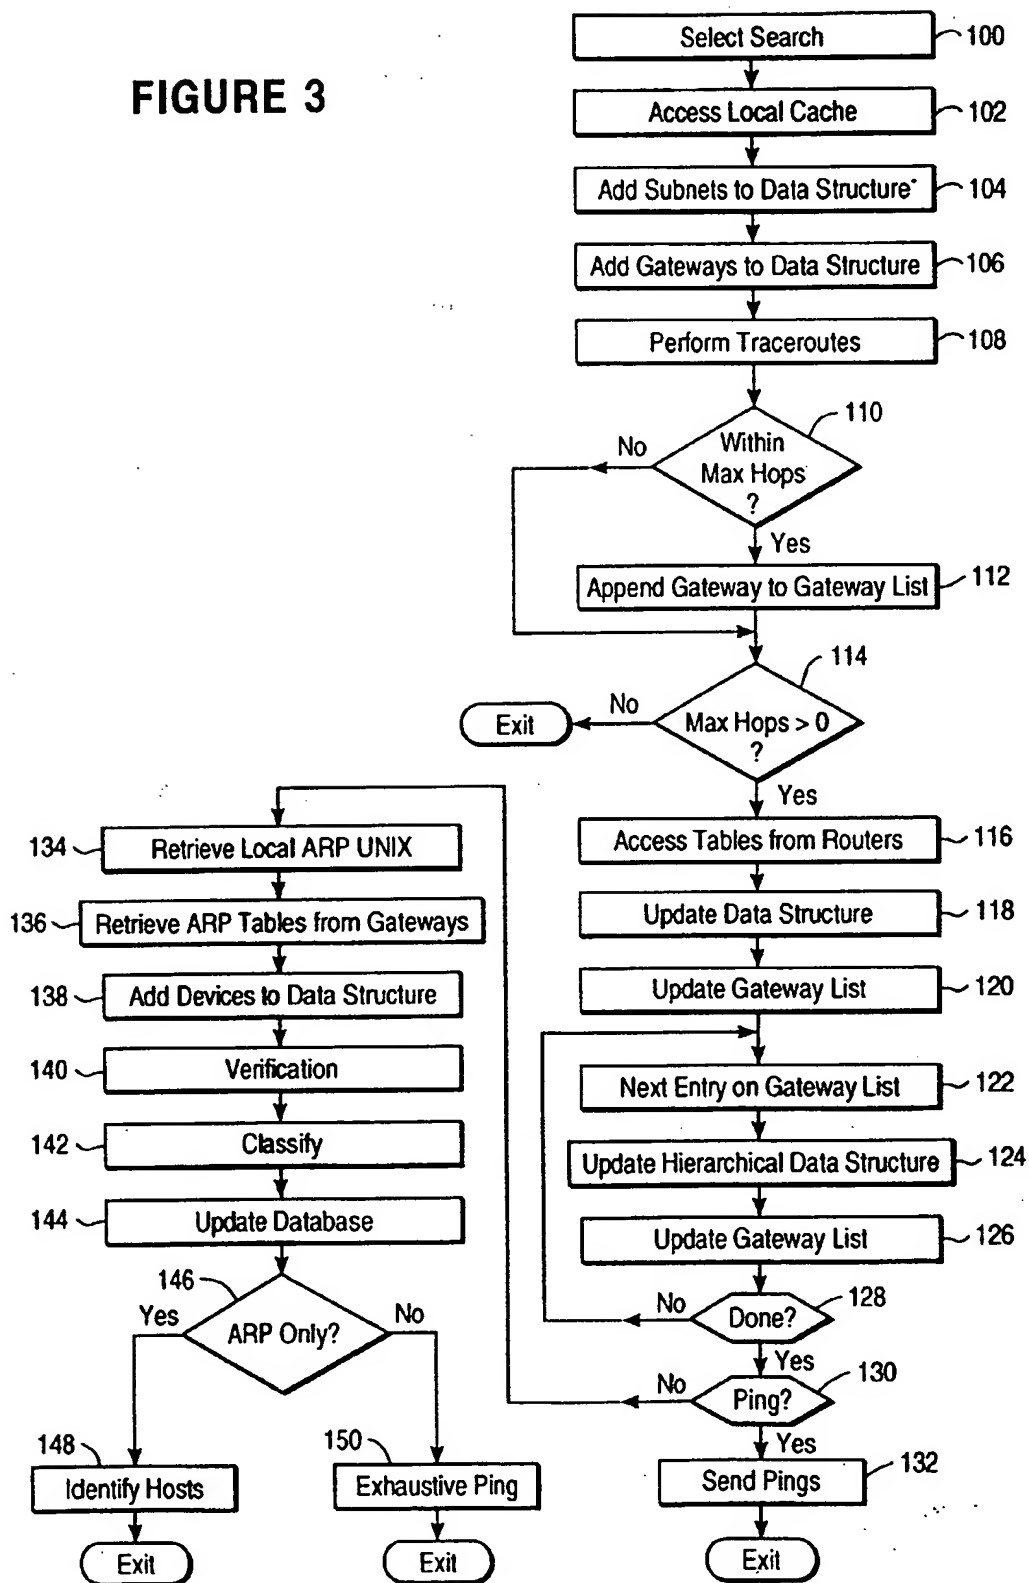 FIGURE 3
Select Search
100
Access Local Cache
102
Add Subnets to Data Structure
104
Add Gateways to Data Structure
106
Perform Traceroutes
108
110
Within
Max Hops
?
No
Yes
Append Gateway to Gateway List
112
114
Max Hops > 0
?
No
Exit
Yes
Access Tables from Routers
116
Update Data Structure
118
Update Gateway List
120
Next Entry on Gateway List
122
Update Hierarchical Data Structure
124
Update Gateway List
126
Done?
128
No
Yes
Ping?
130
No
Yes
Send Pings
132
Exit
134
Retrieve Local ARP UNIX
136
Retrieve ARP Tables from Gateways
138
Add Devices to Data Structure
140
Verification
142
Classify
144
Update Database
146
ARP Only?
Yes
No
148
Identify Hosts
Exit
150
Exhaustive Ping
Exit